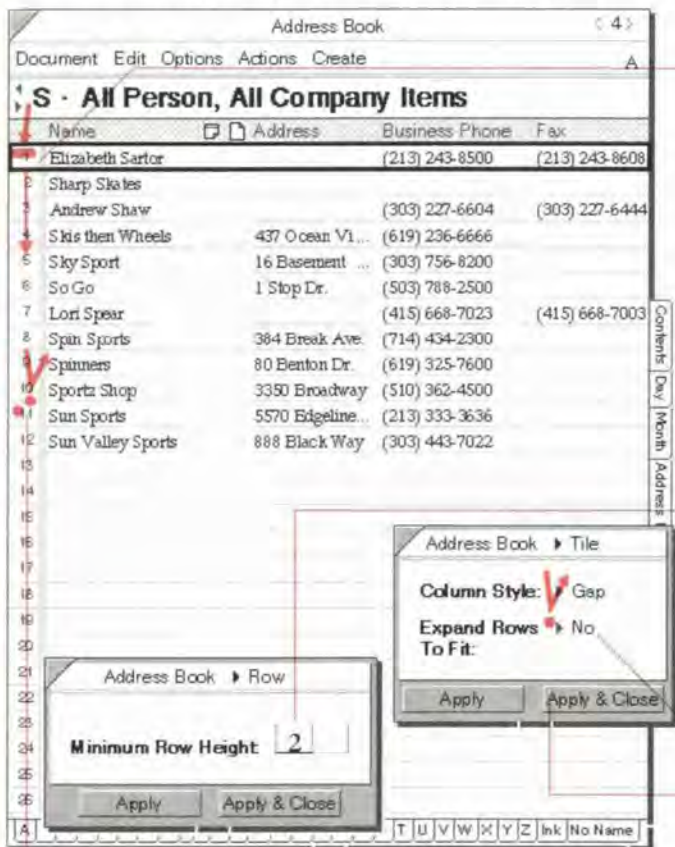 Address Book < 4 >
Document Edit Options Actions Create A
S · All Person, All Company Items
Name Address Business Phone Fax
1 Elizabeth Sartor (213) 243-8500 (213) 243-8608
2 Sharp Skates
3 Andrew Shaw (303) 227-6604 (303) 227-6444
4 Skis then Wheels 437 Ocean Vi... (619) 236-6666
5 Sky Sport 16 Basement ... (303) 756-8200
6 So Go 1 Stop Dr. (503) 788-2500
7 Lori Spear (415) 668-7023 (415) 668-7003
8 Spin Sports 384 Break Ave. (714) 434-2300
9 Spinners 80 Benton Dr. (619) 325-7600
10 Sportz Shop 3350 Broadway (510) 362-4500
11 Sun Sports 5570 Edgeline... (213) 333-3636
12 Sun Valley Sports 888 Black Way (303) 443-7022
13
14
15
16
17
18
19
20
21
22
23
24
25
26
Contents Day Month Address
Address Book ▸ Tile
Column Style: ▸ Gap
Expand Rows ▸ No
To Fit:
Apply Apply & Close
Address Book ▸ Row
Minimum Row Height: 2
Apply Apply & Close
A T U V W X Y Z Ink No Name